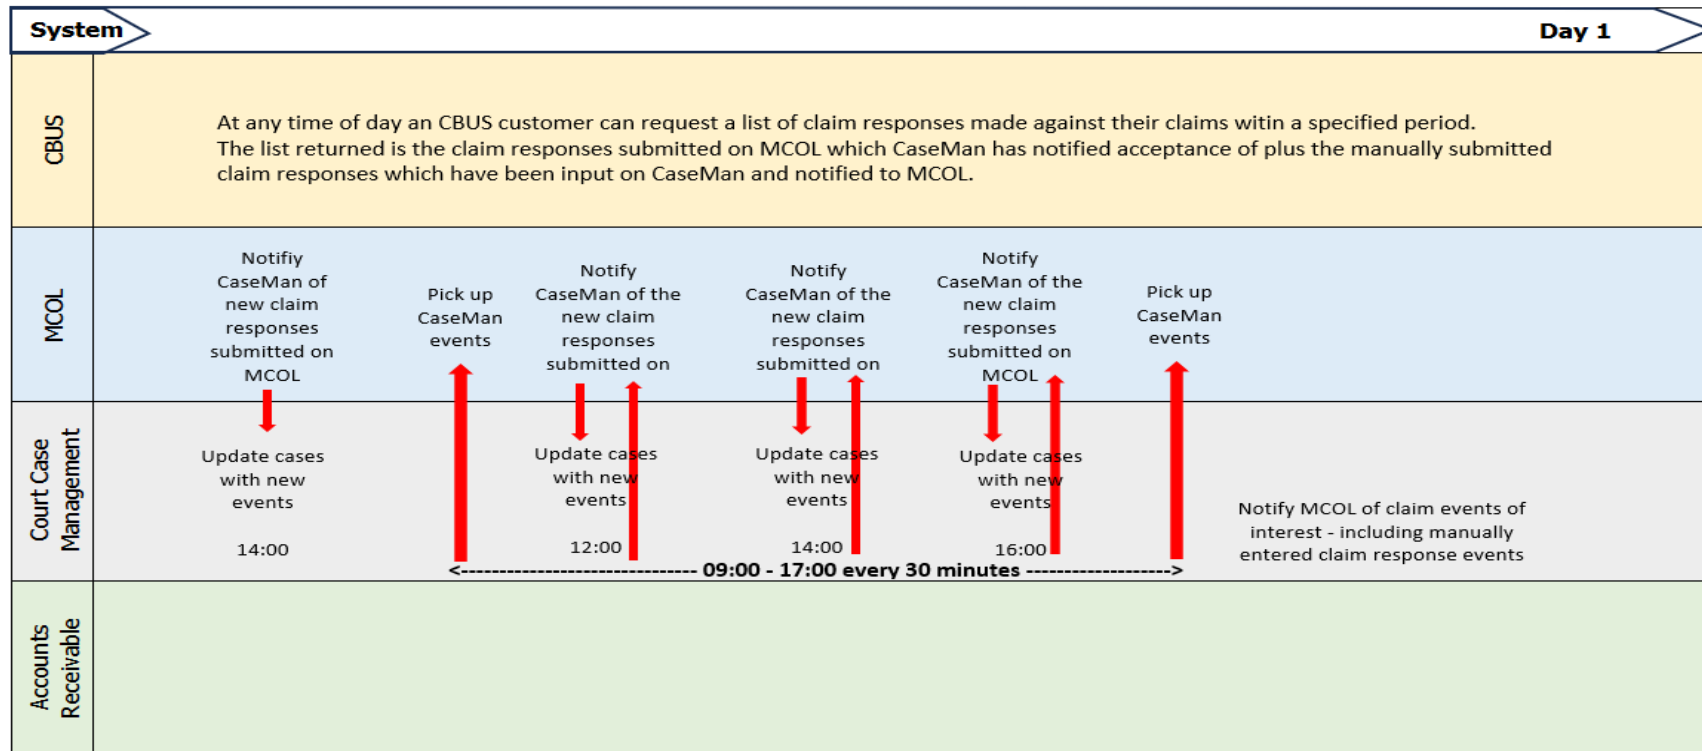 System
Day 1
CBUS
At any time of day an CBUS customer can request a list of claim responses made against their claims witin a specified period.
The list returned is the claim responses submitted on MCOL which CaseMan has notified acceptance of plus the manually submitted
claim responses which have been input on CaseMan and notified to MCOL.
MCOL
Notifiy
CaseMan of
new claim
responses
submitted on
MCOL
Pick up
CaseMan
events
Notify
CaseMan of the
new claim
responses
submitted on
Notify
CaseMan of the
new claim
responses
submitted on
Notify
CaseMan of the
new claim
responses
submitted on
MCOL
Pick up
CaseMan
events
Court Case
Management
Update cases
with new
events
14:00
Update cases
with new
events
12:00
Update cases
with new
events
14:00
Update cases
with new
events
16:00
Notify MCOL of claim events of
interest - including manually
entered claim response events
<------------------------------- 09:00 - 17:00 every 30 minutes ------------------->
Accounts
Receivable